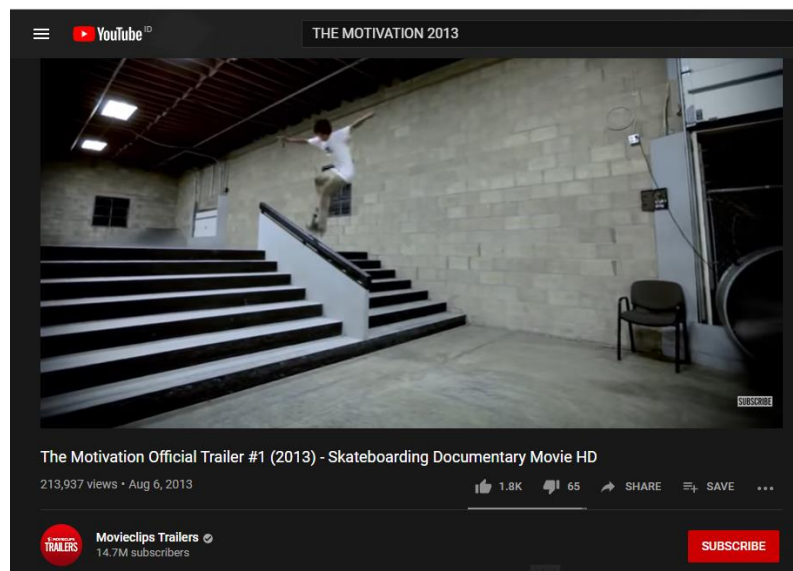 YouTube ID
THE MOTIVATION 2013
SUBSCRIBE
The Motivation Official Trailer #1 (2013) - Skateboarding Documentary Movie HD
213,937 views • Aug 6, 2013
1.8K 65 SHARE SAVE
MOVIECLIPS
TRAILERS
Movieclips Trailers
14.7M subscribers
SUBSCRIBE